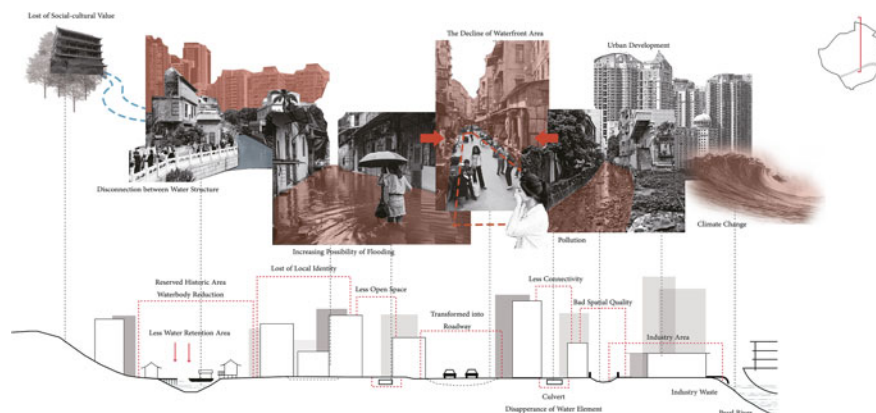 Lost of Social-cultural Value
The Decline of Waterfront Area
Urban Development
Disconnection between Water Structure
Increasing Possibility of Flooding
Pollution
Climate Change
Reserved Historic Area
Waterbody Reduction
Lost of Local Identity
Less Open Space
Less Connectivity
Bad Spatial Quality
Less Water Retention Area
Transformed into
Roadway
Industry Area
Culvert
Industry Waste
Disapperance of Water Element
Pearl River